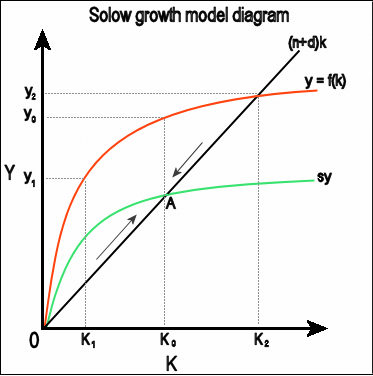 Solow growth model diagram
(n+d)k
y = f(k)
y₂
y₀
Y
y₁
sy
A
0
K₁
K₀
K₂
K